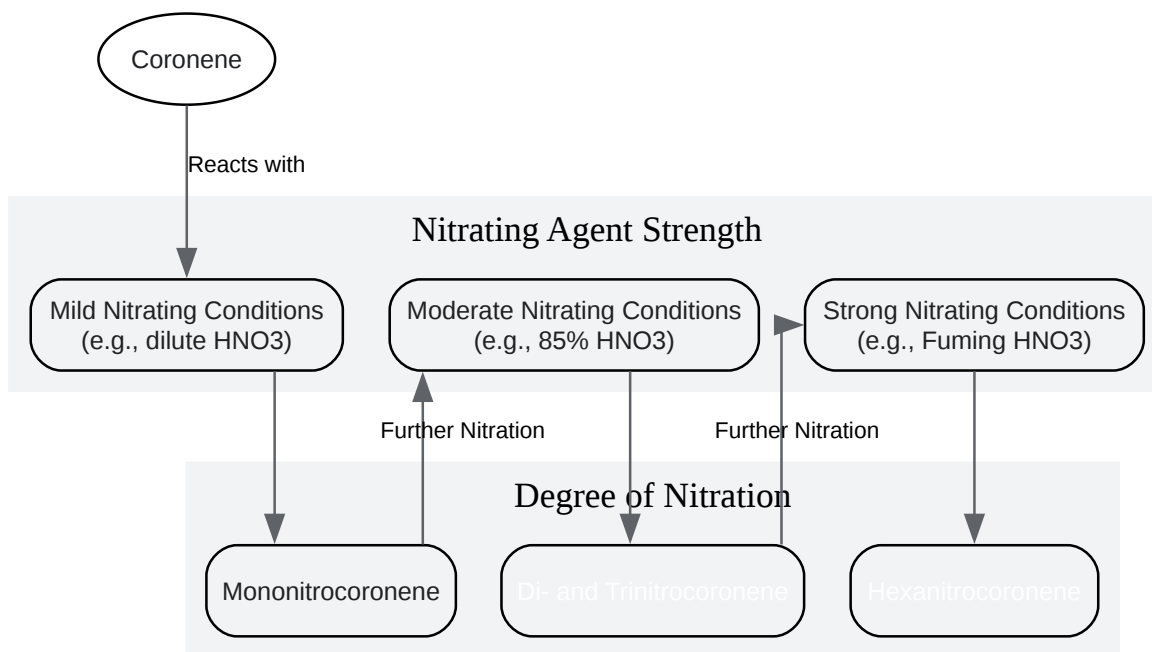 Coronene
Reacts with
Nitrating Agent Strength
Mild Nitrating Conditions
(e.g., dilute HNO3)
Moderate Nitrating Conditions
(e.g., 85% HNO3)
Strong Nitrating Conditions
(e.g., Fuming HNO3)
Further Nitration
Further Nitration
Degree of Nitration
Mononitrocoronene
Di- and Trinitrocoronene
Hexanitrocoronene